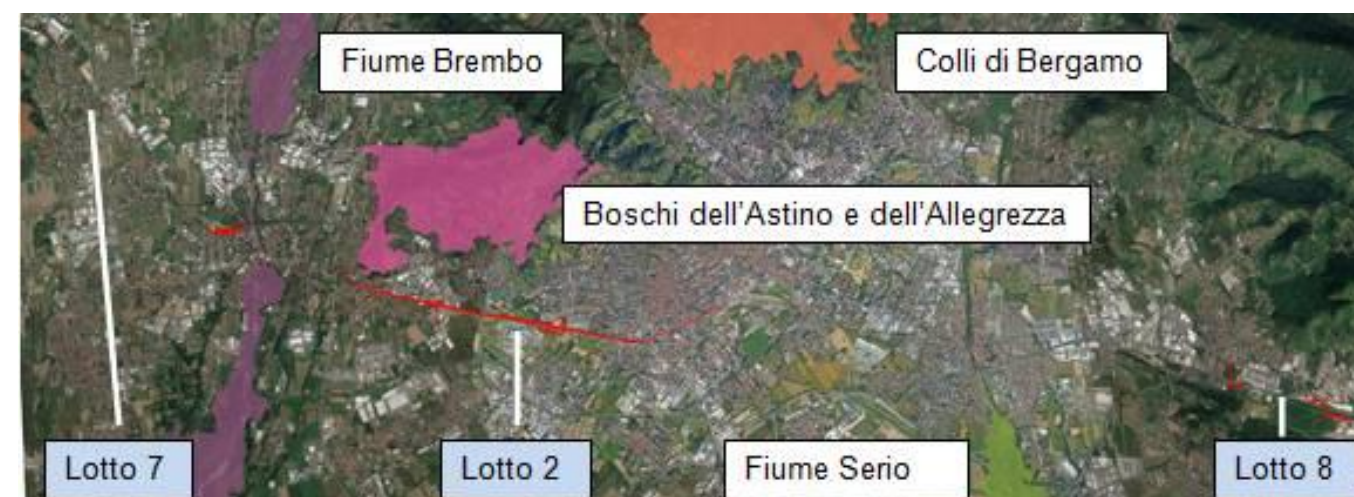 Fiume Brembo
Colli di Bergamo
Boschi dell'Astino e dell'Allegrezza
Lotto 7
Lotto 2
Fiume Serio
Lotto 8